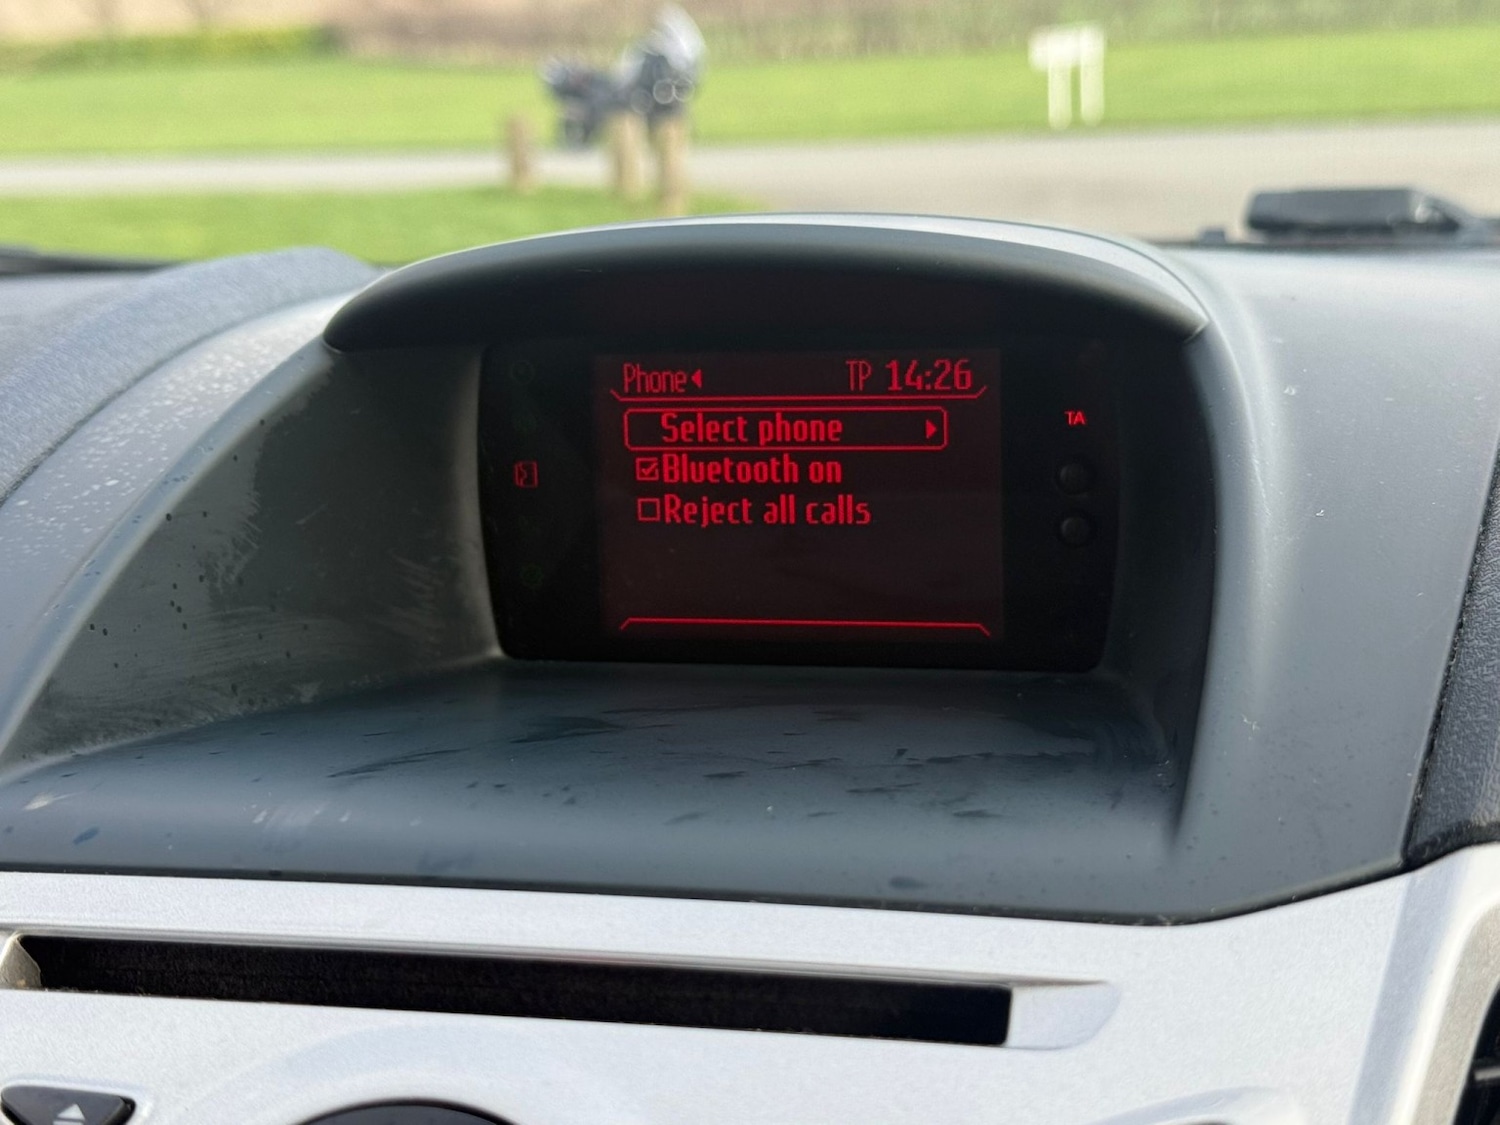 Phone TP 14:26
TA
Select phone
Bluetooth on
Reject all calls